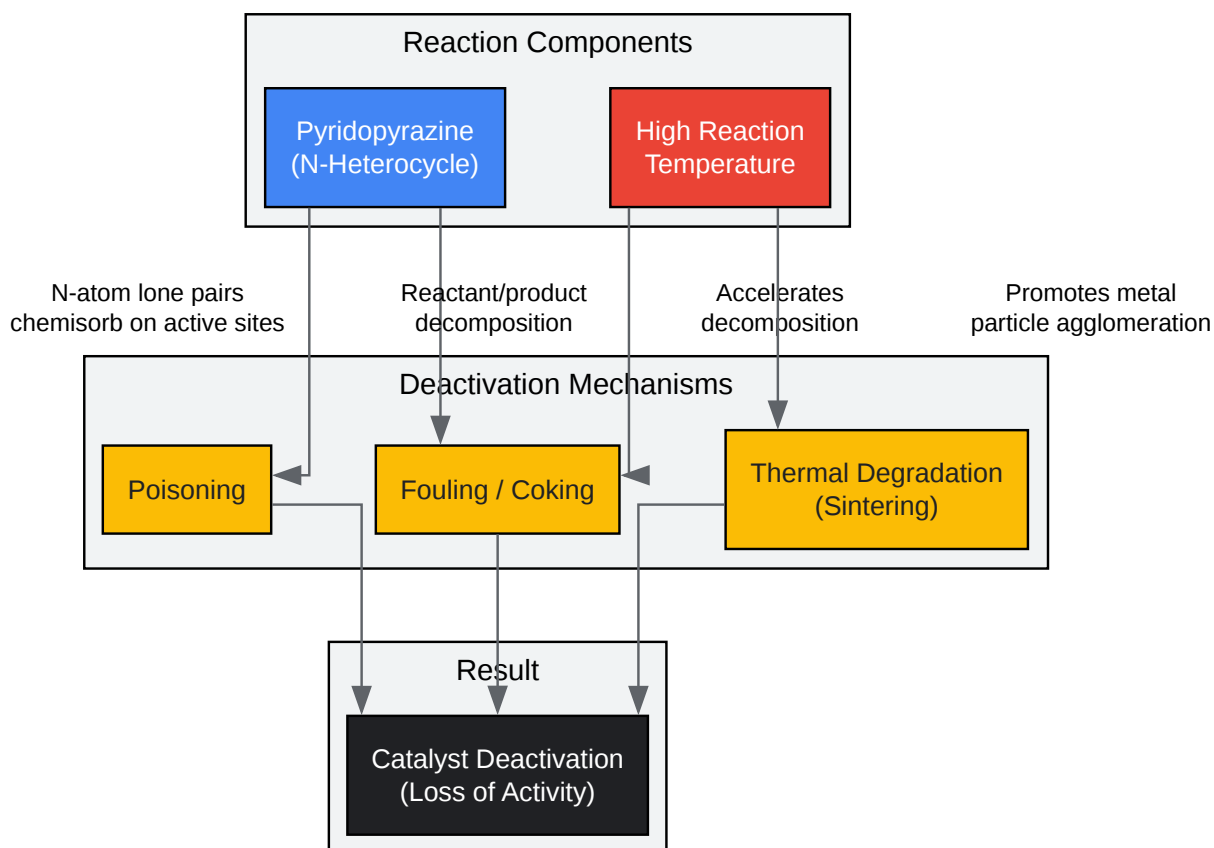 Reaction Components
Pyridopyrazine
(N-Heterocycle)
High Reaction
Temperature
N-atom lone pairs
chemisorb on active sites
Reactant/product
decomposition
Accelerates
decomposition
Promotes metal
particle agglomeration
Deactivation Mechanisms
Poisoning
Fouling / Coking
Thermal Degradation
(Sintering)
Result
Catalyst Deactivation
(Loss of Activity)